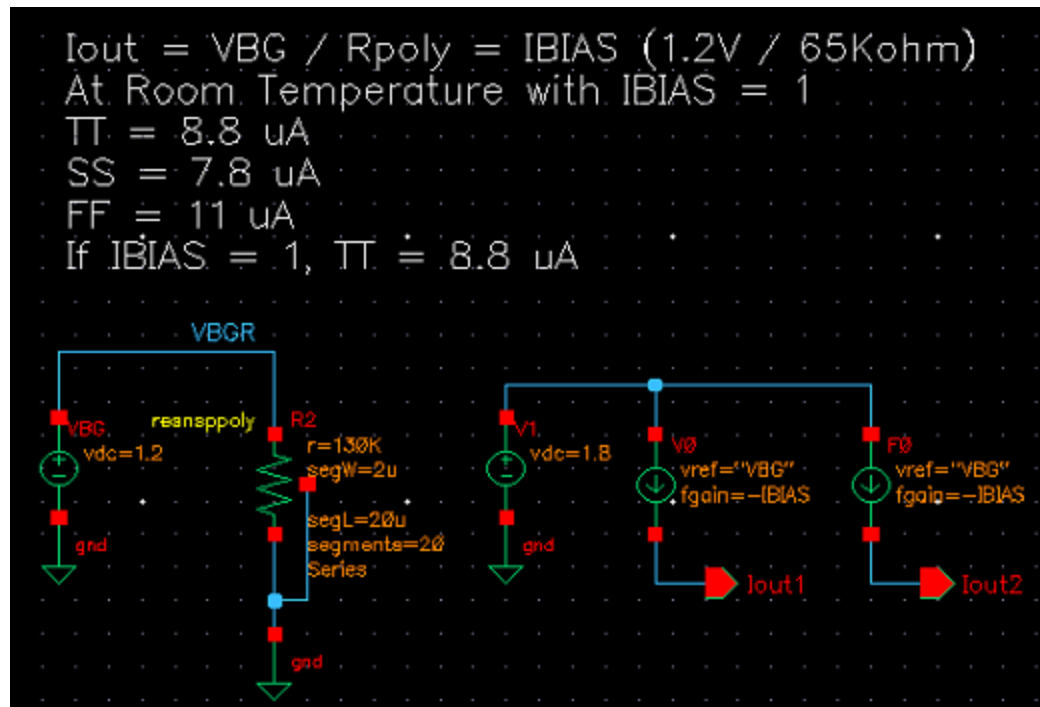 Iout = VBG / Rpoly = IBIAS (1.2V / 65Kohm)
At Room Temperature with IBIAS = 1
TT = 8.8 uA
SS = 7.8 uA
FF = 11 uA
If IBIAS = 1, TT = 8.8 uA
VBGR
VBG
vdc=1.2
gnd
resnsppoly
R2
r=130K
segW=2u
segL=20u
segments=20
Series
gnd
V1
vdc=1.8
gnd
V0
vref="VBG"
fgain=-IBIAS
Iout1
F0
vref="VBG"
fgain=-IBIAS
Iout2